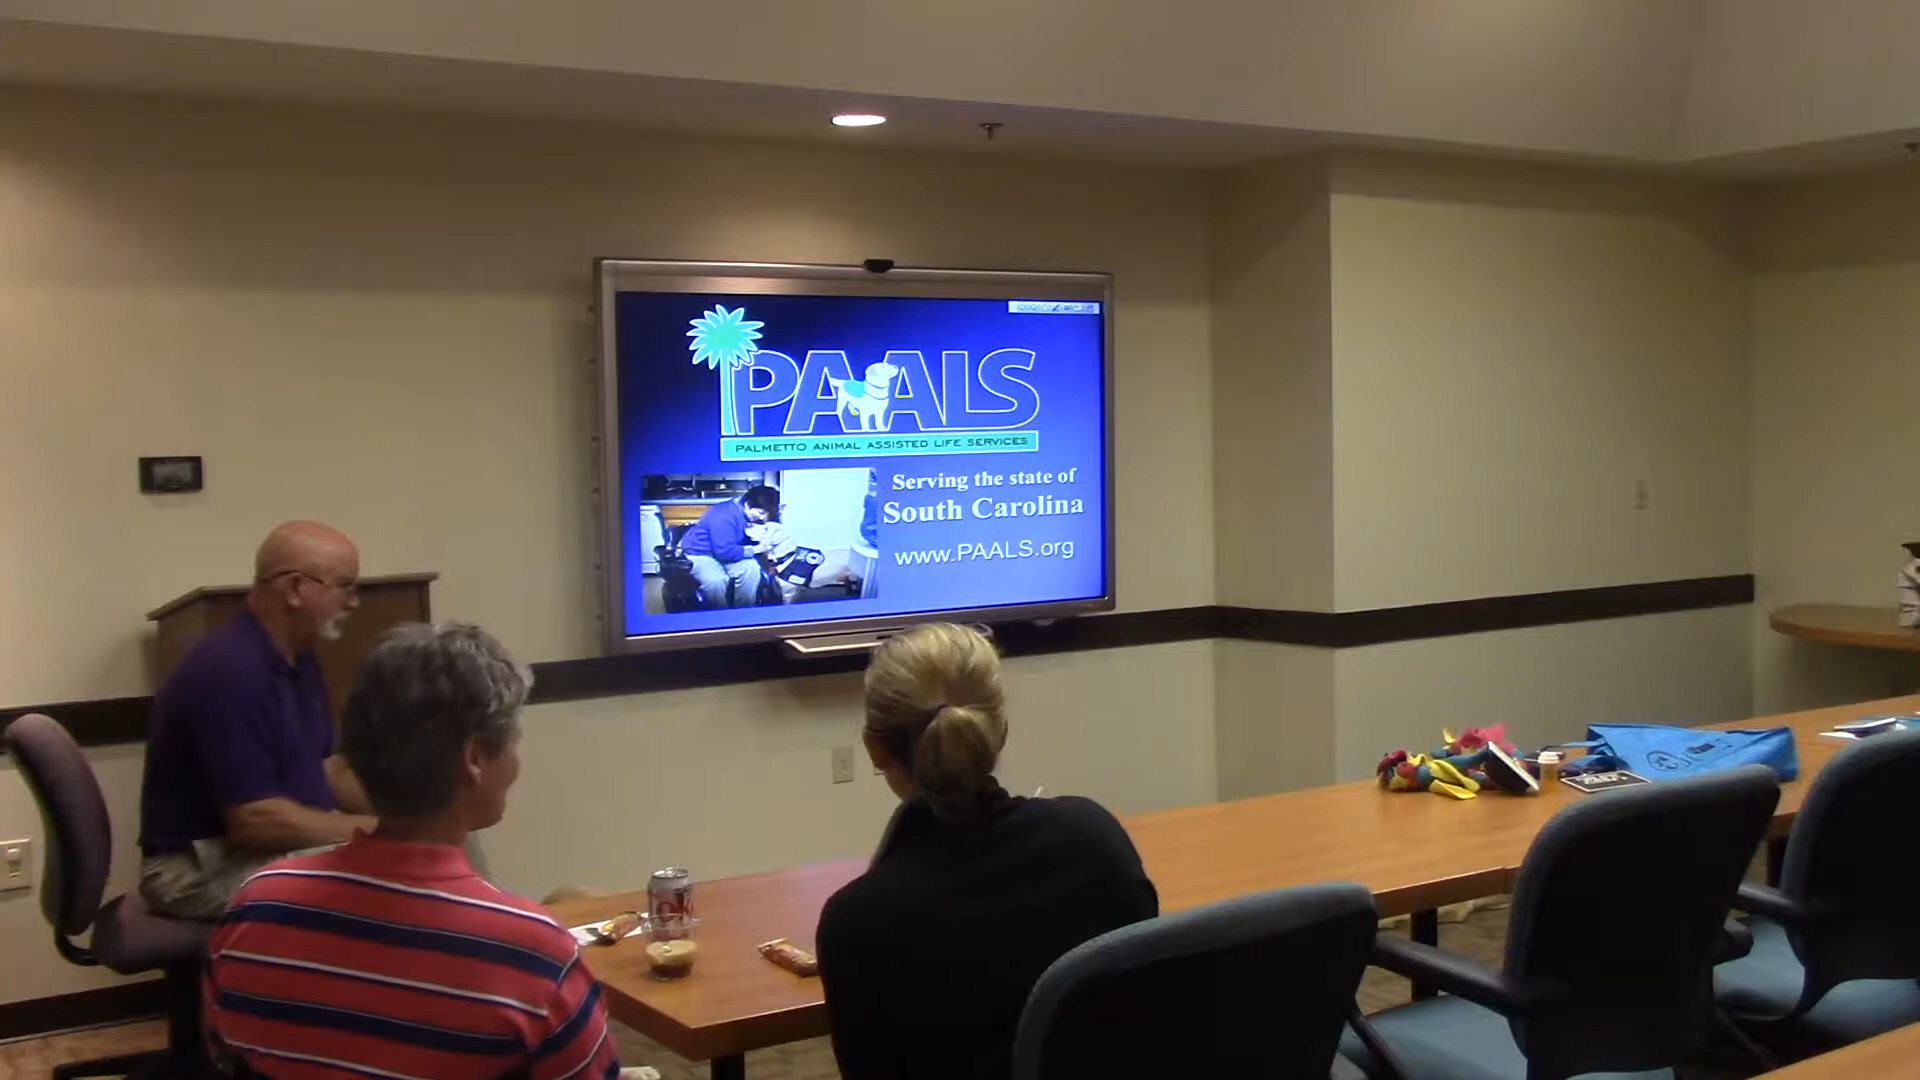 PAALS
PALMETTO ANIMAL ASSISTED LIFE SERVICES
Serving the state of
South Carolina
www.PAALS.org